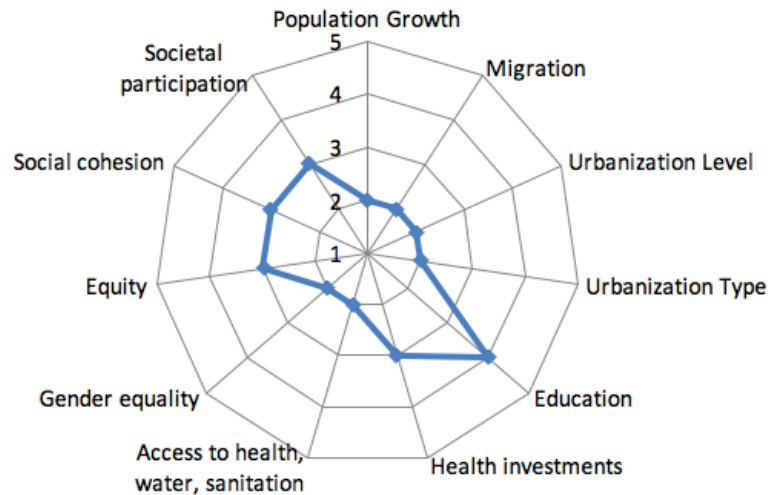 Population Growth
5
Societal
participation
Migration
4
3
Social cohesion
Urbanization Level
2
1
Equity
Urbanization Type
Gender equality
Education
Access to health,
water, sanitation
Health investments